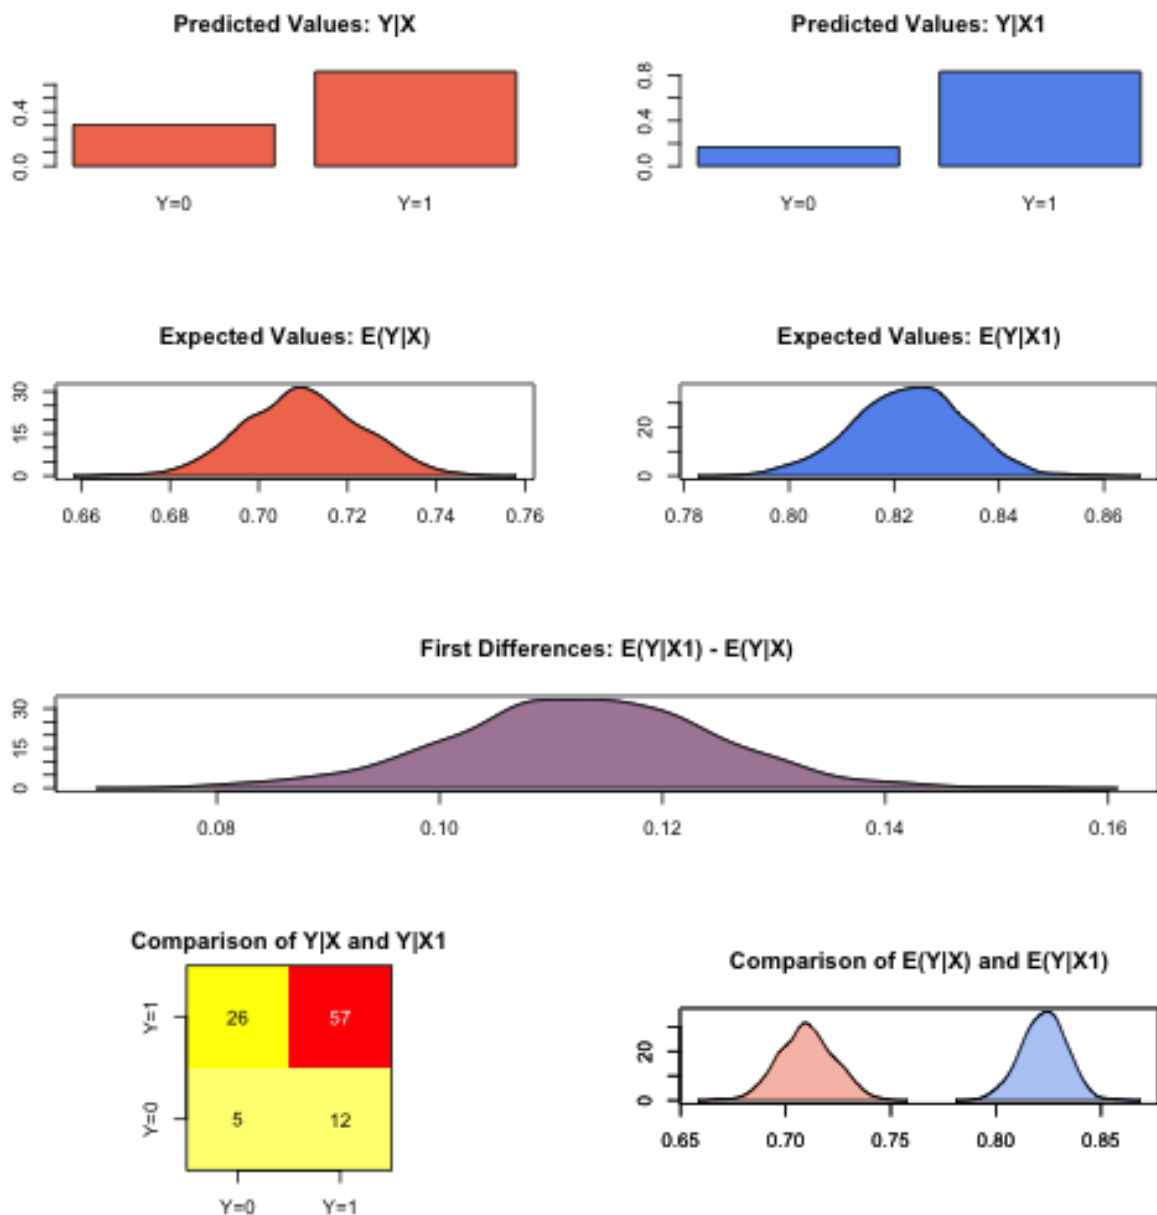 Predicted Values: Y|X
0.4
0.0
Y=0 Y=1
Predicted Values: Y|X1
0.8
0.4
0.0
Y=0 Y=1
Expected Values: E(Y|X)
30
15
0
0.66 0.68 0.70 0.72 0.74 0.76
Expected Values: E(Y|X1)
20
0
0.78 0.80 0.82 0.84 0.86
First Differences: E(Y|X1) - E(Y|X)
30
15
0
0.08 0.10 0.12 0.14 0.16
Comparison of Y|X and Y|X1
Y=1 26 57
Y=0 5 12
Y=0 Y=1
Comparison of E(Y|X) and E(Y|X1)
20
0
0.65 0.70 0.75 0.80 0.85